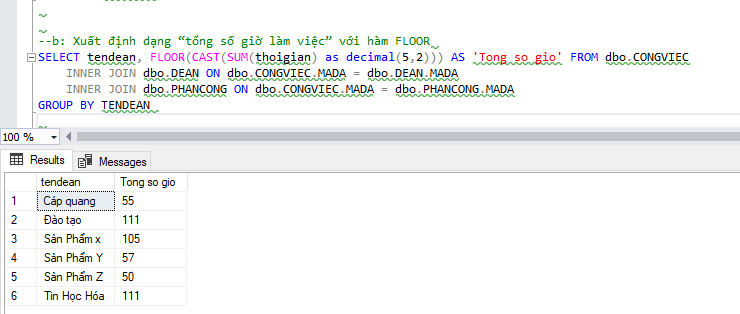 --b: Xuất định dạng “tổng số giờ làm việc” với hàm FLOOR
SELECT tendean, FLOOR(CAST(SUM(thoigian) as decimal(5,2))) AS 'Tong so gio' FROM dbo.CONGVIEC
INNER JOIN dbo.DEAN ON dbo.CONGVIEC.MADA = dbo.DEAN.MADA
INNER JOIN dbo.PHANCONG ON dbo.CONGVIEC.MADA = dbo.PHANCONG.MADA
GROUP BY TENDEAN
100 %
Results Messages
tendean Tong so gio
1 Cáp quang 55
2 Đào tạo 111
3 Sản Phẩm x 105
4 Sản Phẩm Y 57
5 Sản Phẩm Z 50
6 Tin Học Hóa 111